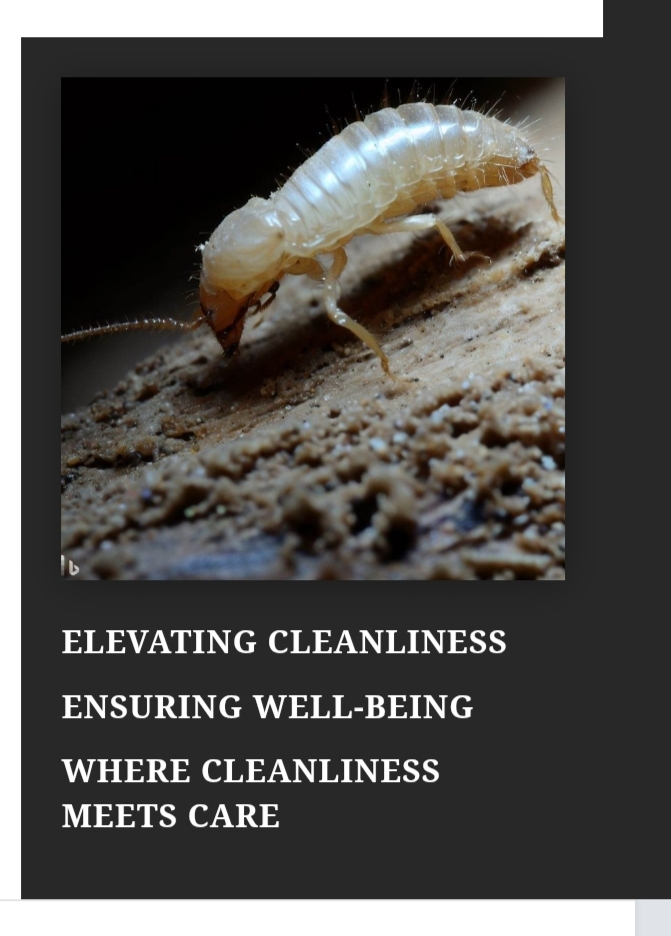 ELEVATING CLEANLINESS
ENSURING WELL-BEING
WHERE CLEANLINESS
MEETS CARE